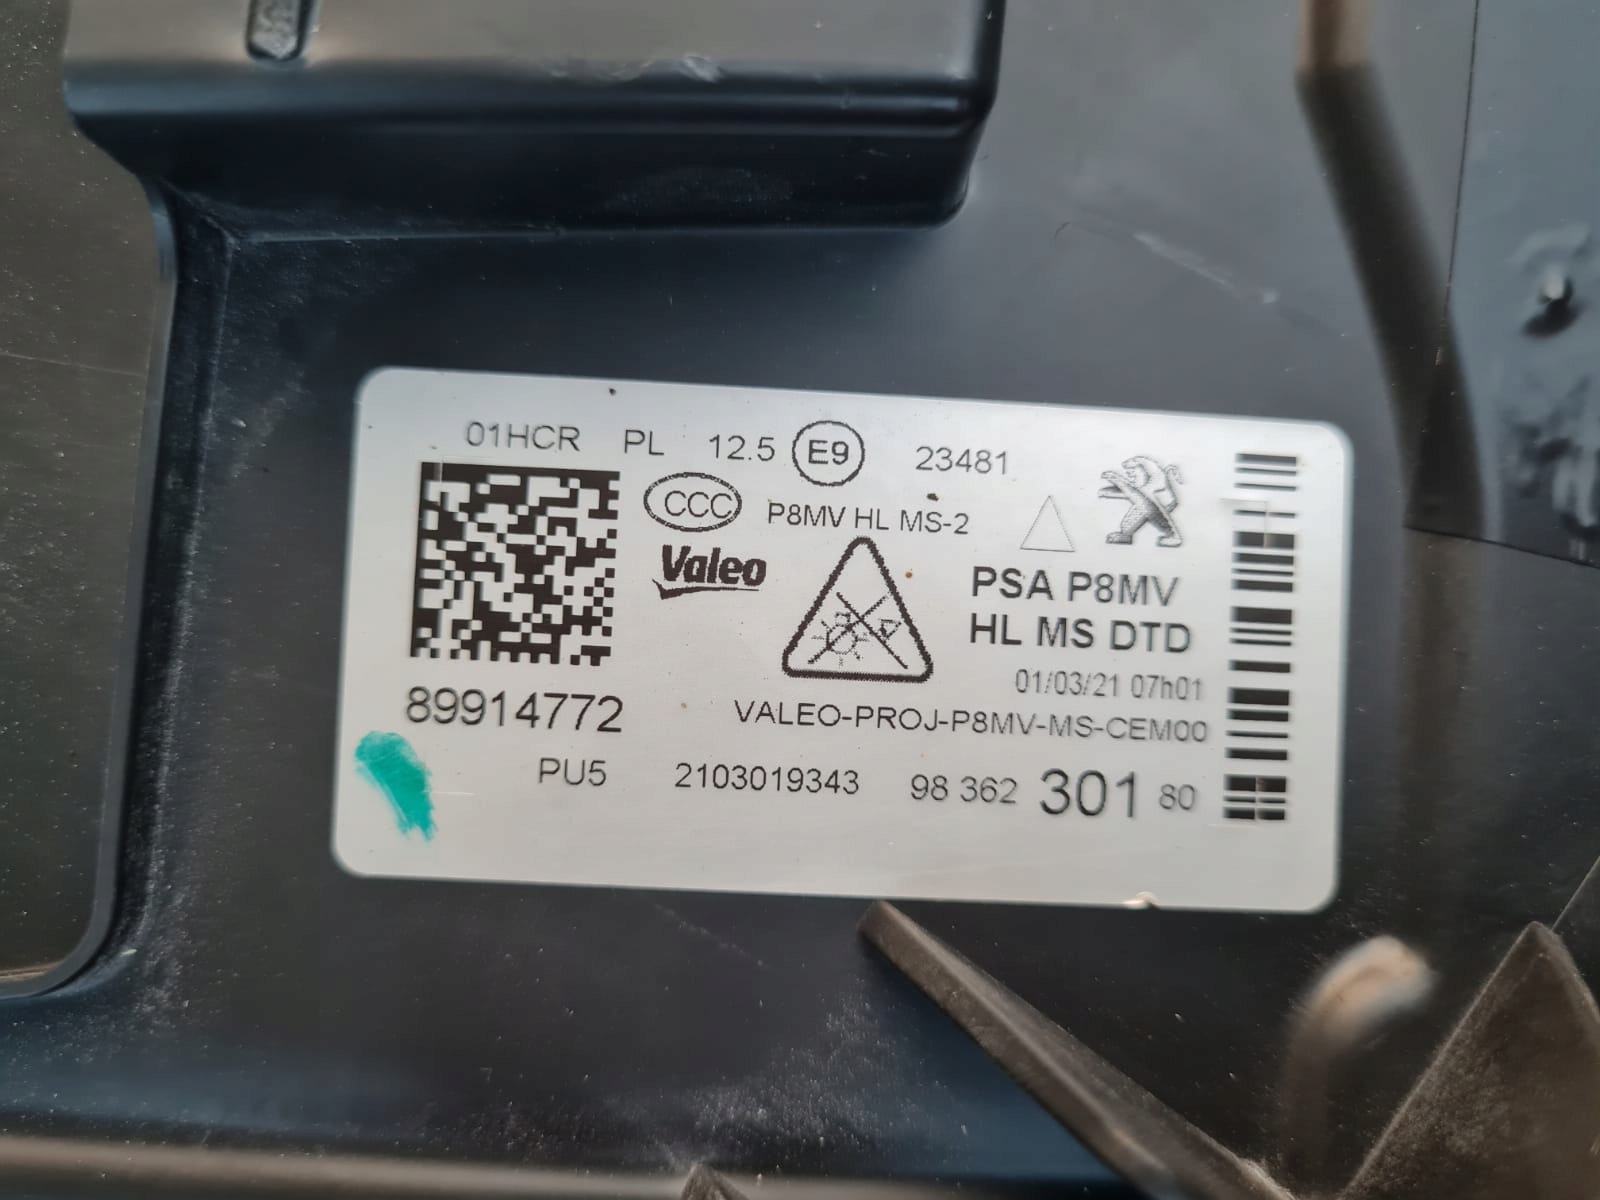 01HCR PL 12.5 E9 23481
CCC P8MV HL MS-2
Valeo
PSA P8MV
HL MS DTD
01/03/21 07h01
89914772
VALEO-PROJ-P8MV-MS-CEM00
PU5 2103019343 98 362 301 80